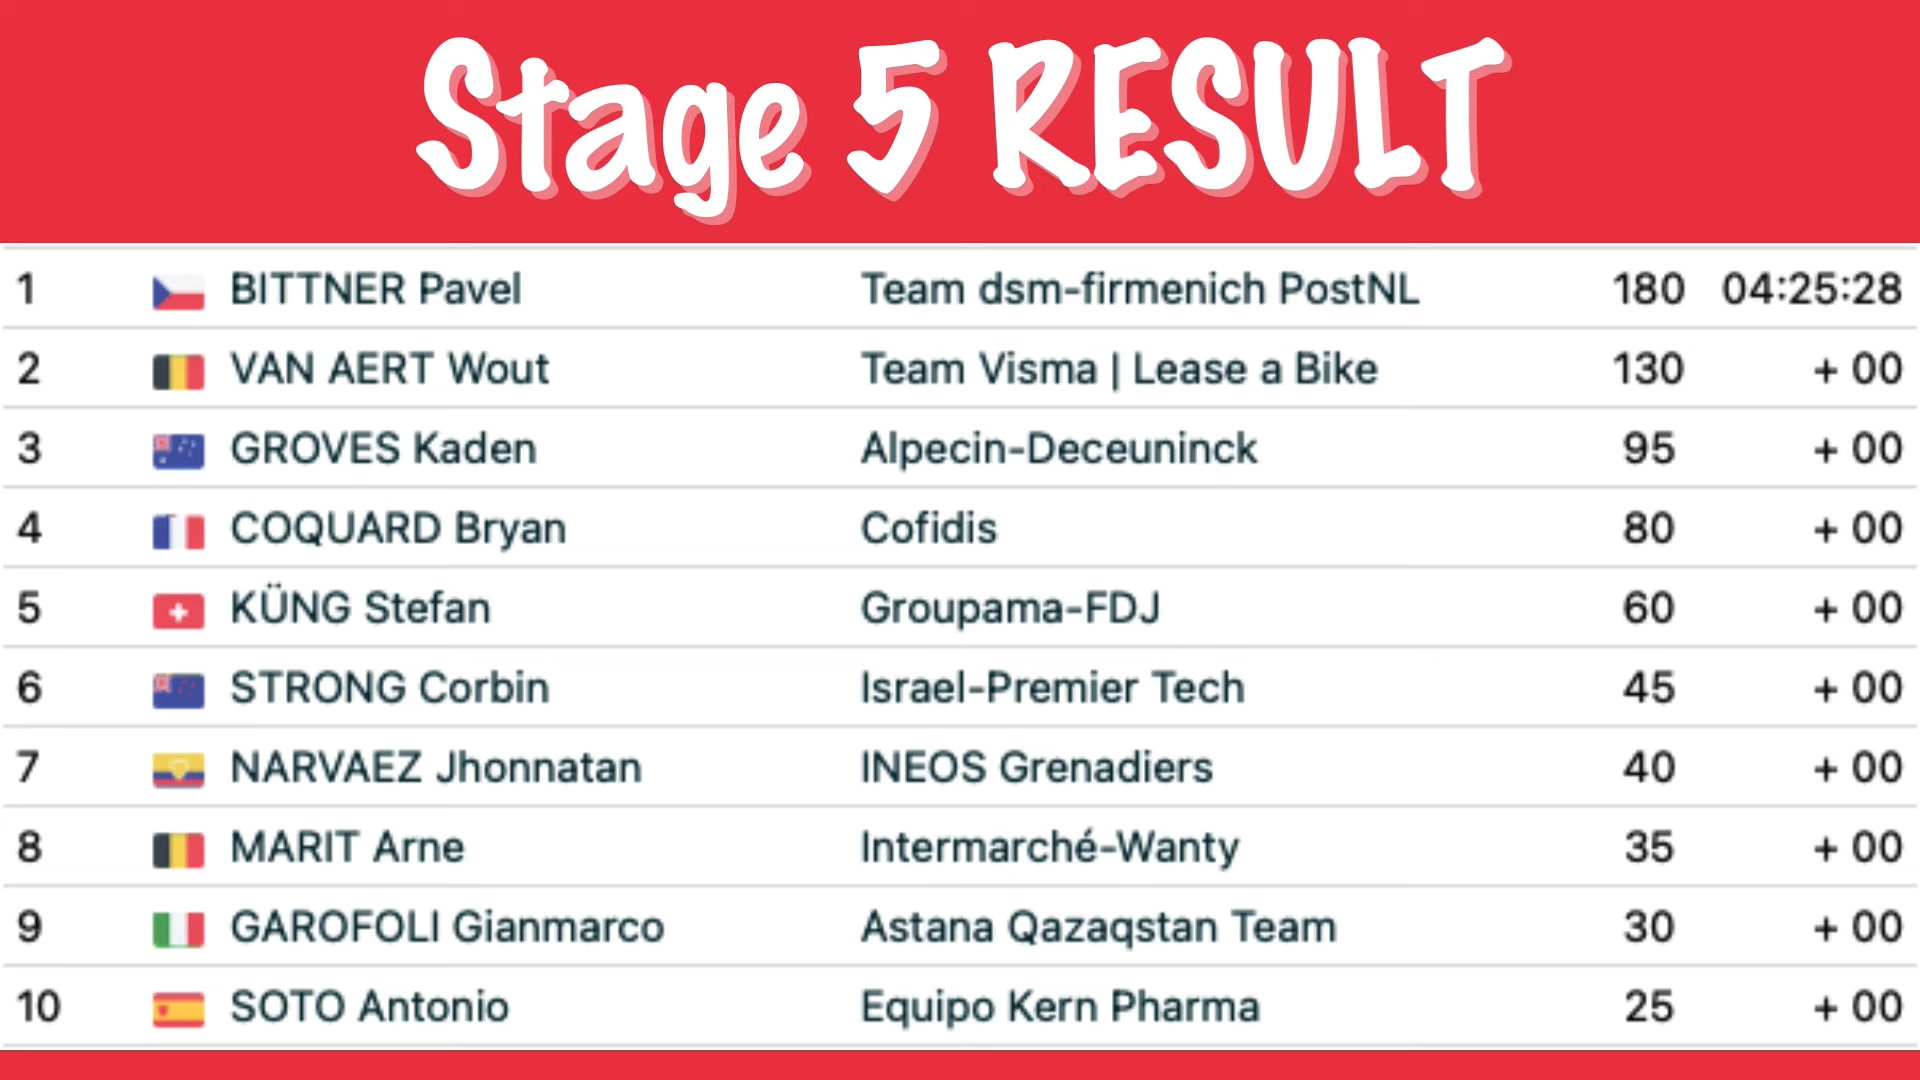 Stage 5 RESULT
1 BITTNER Pavel Team dsm-firmenich PostNL 180 04:25:28
2 VAN AERT Wout Team Visma | Lease a Bike 130 + 00
3 GROVES Kaden Alpecin-Deceuninck 95 + 00
4 COQUARD Bryan Cofidis 80 + 00
5 KÜNG Stefan Groupama-FDJ 60 + 00
6 STRONG Corbin Israel-Premier Tech 45 + 00
7 NARVAEZ Jhonnatan INEOS Grenadiers 40 + 00
8 MARIT Arne Intermarché-Wanty 35 + 00
9 GAROFOLI Gianmarco Astana Qazaqstan Team 30 + 00
10 SOTO Antonio Equipo Kern Pharma 25 + 00